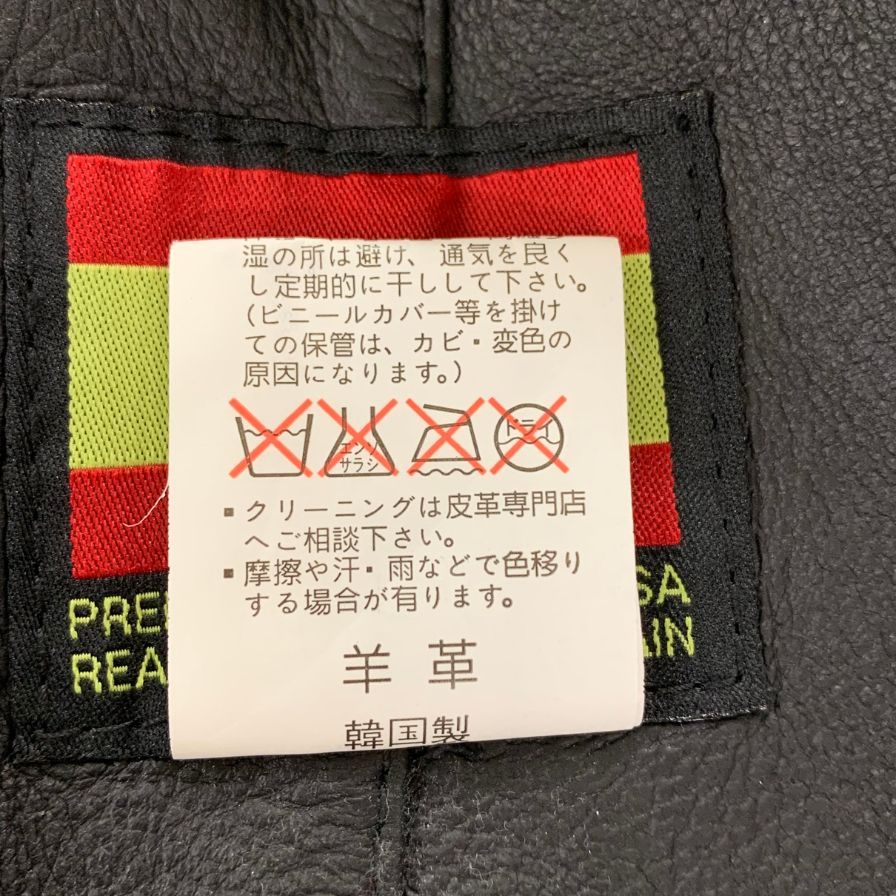 湿の所は避け、通気を良く
し定期的に干しして下さい。
(ビニールカバー等を掛け
ての保管は、カビ・変色の
原因になります。)
エンソ
サラシ
ドライ
▪クリーニングは皮革専門店
へご相談下さい。
▪摩擦や汗・雨などで色移り
する場合が有ります。
羊革
韓国製